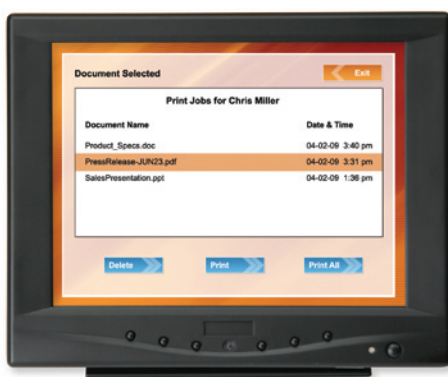 Document Selected Exit
Print Jobs for Chris Miller
Document Name Date & Time
Product_Specs.doc 04-02-09 3:40 pm
PressRelease-JUN23.pdf 04-02-09 3:31 pm
SalesPresentation.ppt 04-02-09 1:36 pm
Delete Print Print All